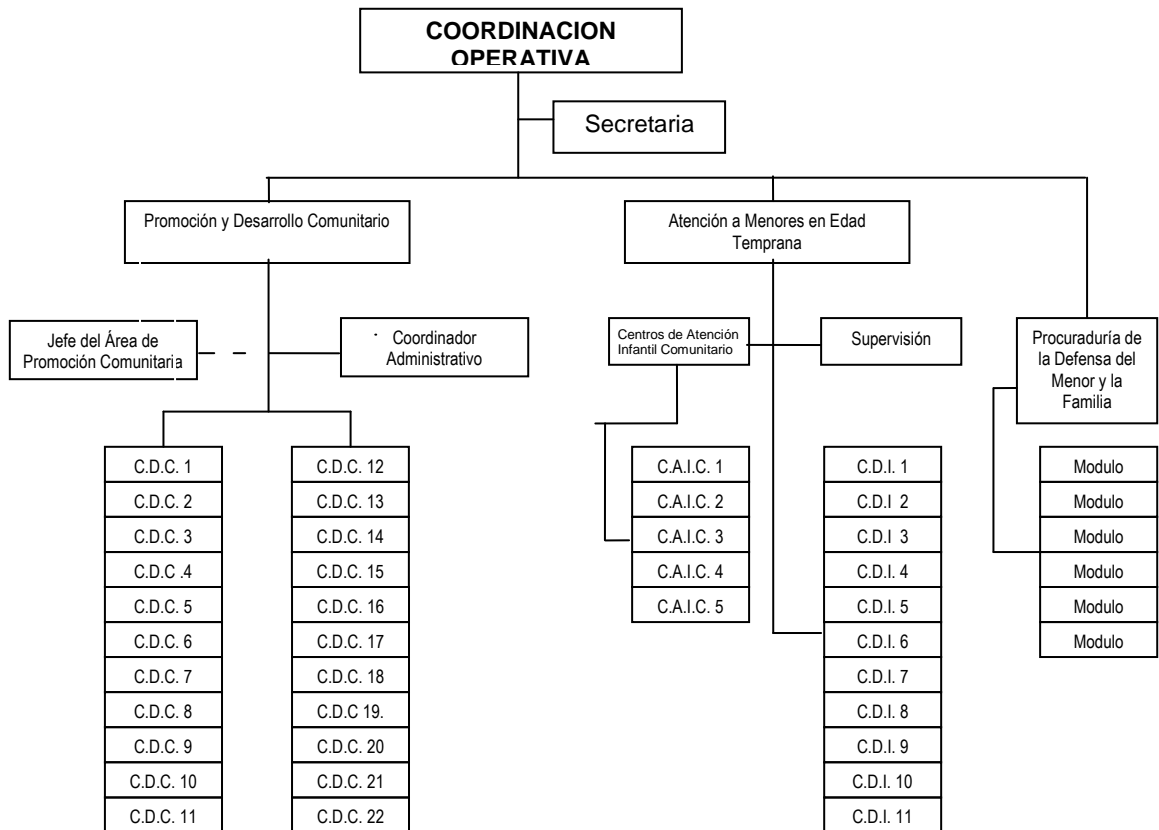 COORDINACION
OPERATIVA
Secretaria
Promoción y Desarrollo Comunitario
Atención a Menores en Edad
Temprana
Jefe del Área de
Promoción Comunitaria
Coordinador
Administrativo
Centros de Atención
Infantil Comunitario
Supervisión
Procuraduría de
la Defensa del
Menor y la
Familia
C.D.C. 1
C.D.C. 2
C.D.C. 3
C.D.C .4
C.D.C. 5
C.D.C. 6
C.D.C. 7
C.D.C. 8
C.D.C. 9
C.D.C. 10
C.D.C. 11
C.D.C. 12
C.D.C. 13
C.D.C. 14
C.D.C. 15
C.D.C. 16
C.D.C. 17
C.D.C. 18
C.D.C 19.
C.D.C. 20
C.D.C. 21
C.D.C. 22
C.A.I.C. 1
C.A.I.C. 2
C.A.I.C. 3
C.A.I.C. 4
C.A.I.C. 5
C.D.I. 1
C.D.I 2
C.D.I 3
C.D.I. 4
C.D.I. 5
C.D.I. 6
C.D.I. 7
C.D.I. 8
C.D.I. 9
C.D.I. 10
C.D.I. 11
Modulo
Modulo
Modulo
Modulo
Modulo
Modulo